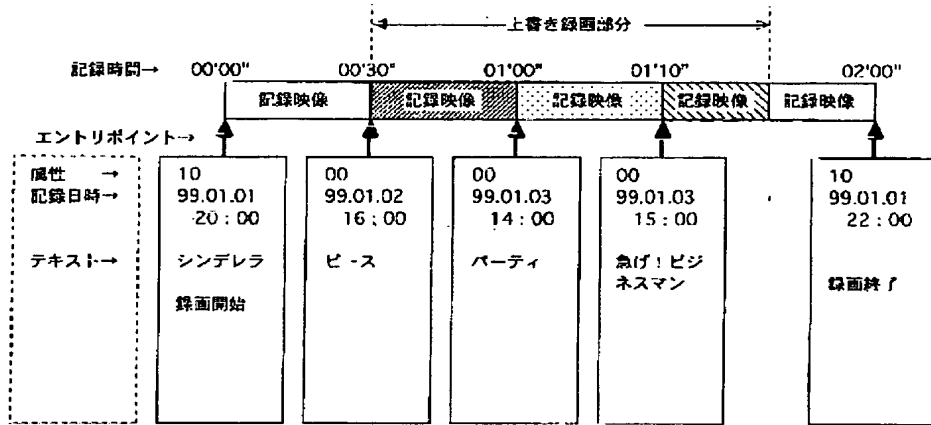 上書き録画部分
記録時間→ 00'00" 00'30" 01'00" 01'10" 02'00"
記録映像 記録映像 記録映像 記録映像 記録映像
エントリポイント→
属性 → 10 00 00 00 10
記録日時→ 99.01.01 99.01.02 99.01.03 99.01.03 99.01.01
20:00 16:00 14:00 15:00 22:00
テキスト→ シンデレラ ピース パーティ 急げ!ビジ
ネスマン
録画開始 録画終了